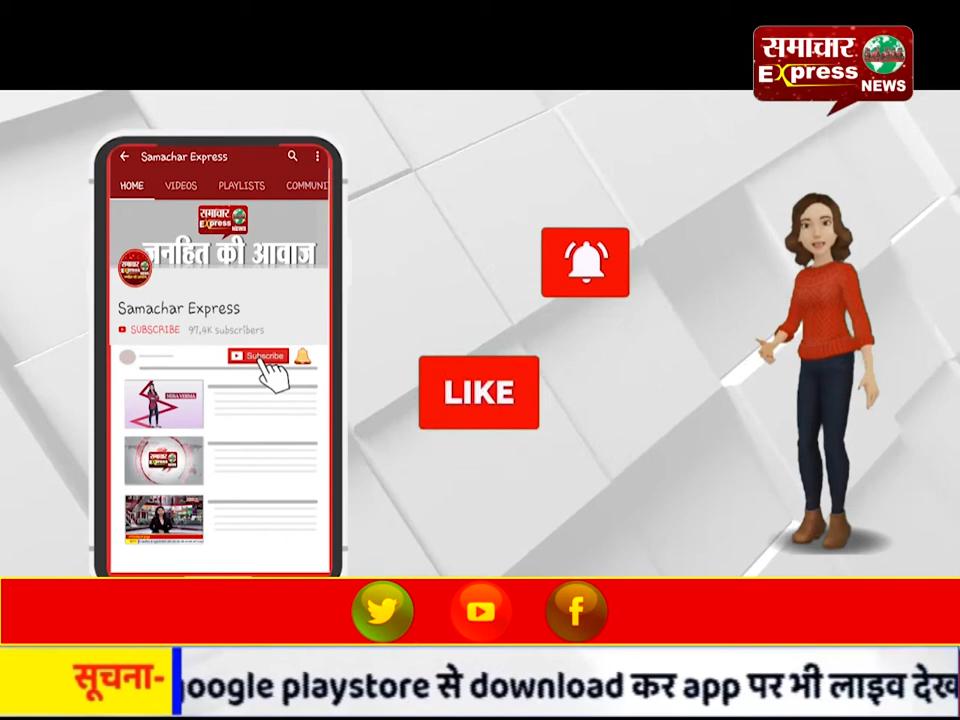 समाचार
Express
NEWS
Samachar Express
HOME VIDEOS PLAYLISTS COMMUNI
समाचार
Express
NEWS
जनहित की आवाज
Samachar Express
SUBSCRIBE 97.4K subscribers
Subscribe
LIKE
सूचना- google playstore से download कर app पर भी लाइव देख